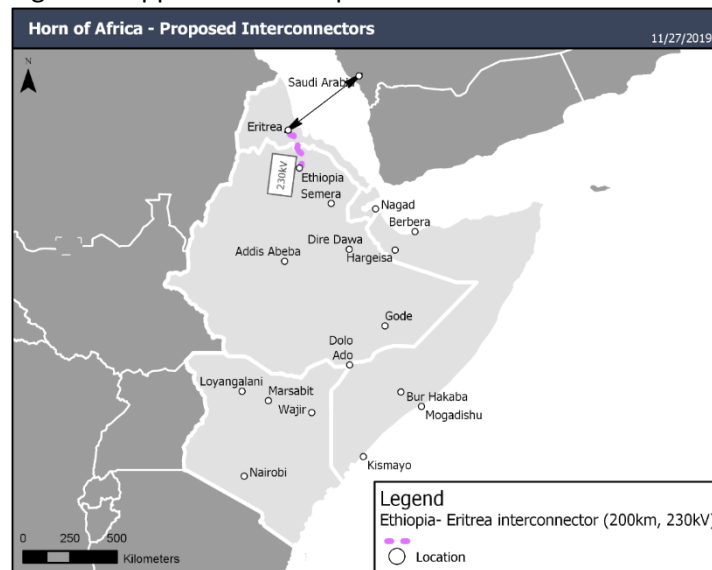 Horn of Africa - Proposed Interconnectors
11/27/2019
N
Saudi Arabia
Eritrea
230kV
Ethiopia
Semera
Nagad
Berbera
Dire Dawa
Addis Abeba
Hargeisa
Gode
Dolo
Ado
Loyangalani
Marsabit
Bur Hakaba
Wajir
Mogadishu
Kismayo
Nairobi
Legend
Ethiopia- Eritrea interconnector (200km, 230kV)
Location
0 250 500
Kilometers